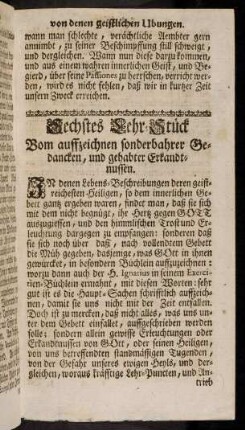 von denen geistlichen Ubungen.
wann man schlechte, verächtliche Aembter gern
annimbt, zu seiner Beschimpffung still schweigt,
und dergleichen. Wann nun diese darzu kommen,
und aus einem wahren innerlichen Geist, und Be-
gierd, über seine Passiones zu herrschen, verricht wer-
den, wird es nicht fehlen, daß wir in kurtzer Zeit
unsern Zweck erreichen.
Sechstes Lehr-Stück
Vom auffzeichnen sonderbahrer Ge-
dancken, und gehabter Erkandt-
nussen.
IN denen Lebens-Beschreibungen deren geist-
reichesten Heiligen, so dem innerlichen Ge-
bett gantz ergeben waren, findet man, daß sie sich
mit dem nicht begnügt, ihr Hertz gegen GOTT
auszugiessen, und den himmlischen Trost und Er-
leuchtung dargegen zu empfangen: sonderen daß
sie sich noch über daß, nach vollendtem Gebett
die Müh gegeben, dasjenige, was GOtt in ihnen
gewürcket, in besondern Büchlein auffzuzeichnen:
worzu dann auch der H. Ignatius in seinem Exerci-
tien-Büchlein ermahnt, mit diesen Worten: sehr
gut ist es die Haupt-Sachen schrifftlich auffzeich-
nen, damit sie uns nicht mit der Zeit entfallen.
Doch ist zu mercken, daß nicht alles, was uns un-
ter dem Gebett einfallet, auffgeschrieben werden
solle: sondern allein gewisse Erleuchtungen oder
Erkandtnussen von GOtt, oder seinen Heiligen,
von uns betreffendten standmässigen Tugenden,
von der Gefahr unseres ewigen Heyls, und der-
gleichen, woraus kräfftige Lehr-Puncten, und An-
trieb